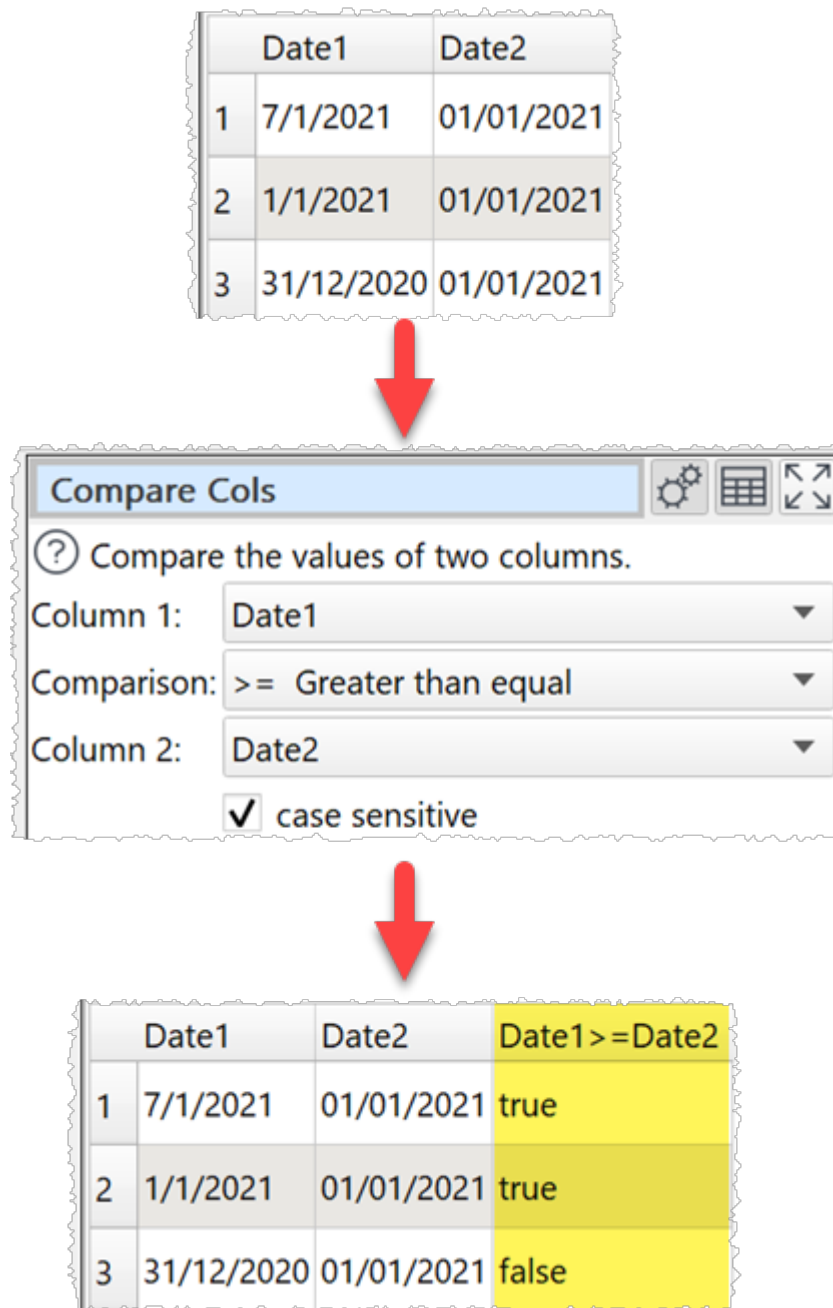 Date1 Date2
1 7/1/2021 01/01/2021
2 1/1/2021 01/01/2021
3 31/12/2020 01/01/2021
Compare Cols
? Compare the values of two columns.
Column 1: Date1
Comparison: >= Greater than equal
Column 2: Date2
case sensitive
Date1 Date2 Date1>=Date2
1 7/1/2021 01/01/2021 true
2 1/1/2021 01/01/2021 true
3 31/12/2020 01/01/2021 false